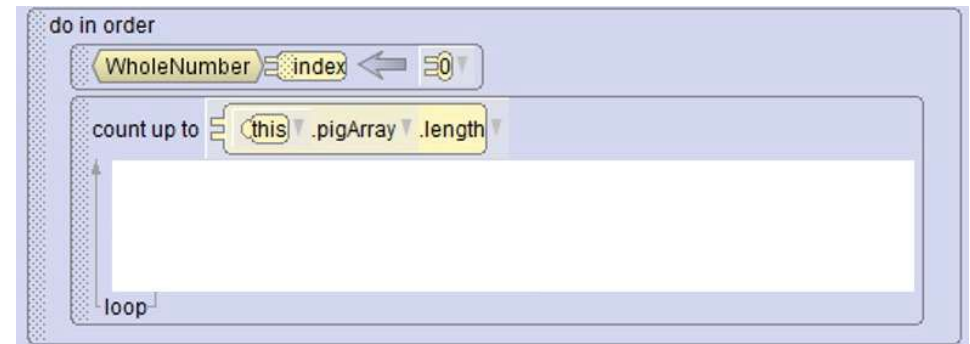 do in order
WholeNumber index 0
count up to this .pigArray .length
loop